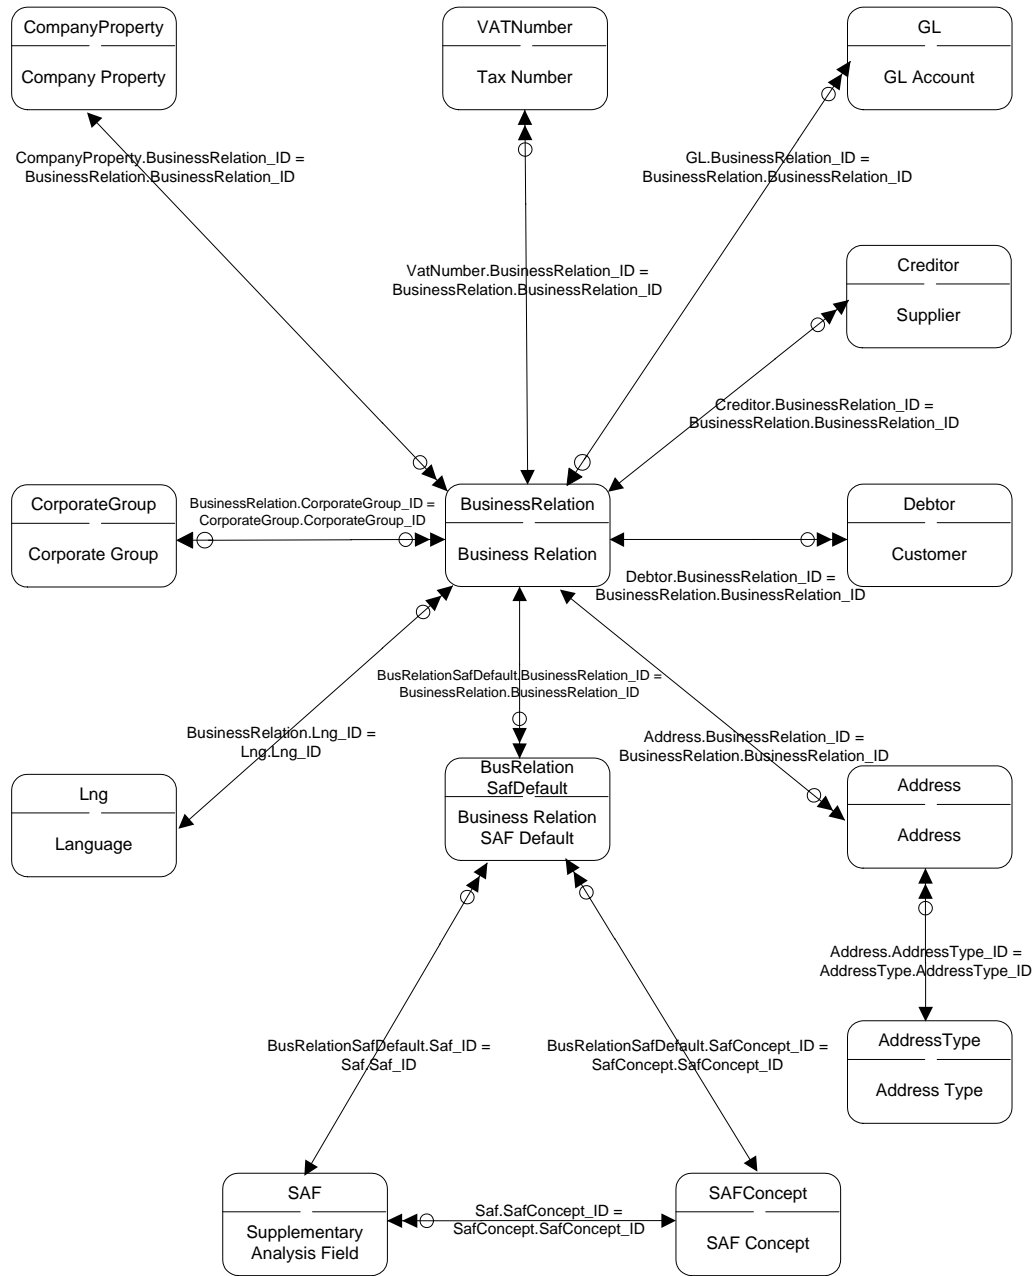 CompanyProperty
Company Property
VATNumber
Tax Number
GL
GL Account
CompanyProperty.BusinessRelation_ID =
BusinessRelation.BusinessRelation_ID
GL.BusinessRelation_ID =
BusinessRelation.BusinessRelation_ID
VatNumber.BusinessRelation_ID =
BusinessRelation.BusinessRelation_ID
Creditor
Supplier
Creditor.BusinessRelation_ID =
BusinessRelation.BusinessRelation_ID
CorporateGroup
Corporate Group
BusinessRelation.CorporateGroup_ID =
CorporateGroup.CorporateGroup_ID
BusinessRelation
Business Relation
Debtor
Customer
Debtor.BusinessRelation_ID =
BusinessRelation.BusinessRelation_ID
BusRelationSafDefault.BusinessRelation_ID =
BusinessRelation.BusinessRelation_ID
BusinessRelation.Lng_ID =
Lng.Lng_ID
Address.BusinessRelation_ID =
BusinessRelation.BusinessRelation_ID
Lng
Language
BusRelation
SafDefault
Business Relation
SAF Default
Address
Address
Address.AddressType_ID =
AddressType.AddressType_ID
BusRelationSafDefault.Saf_ID =
Saf.Saf_ID
BusRelationSafDefault.SafConcept_ID =
SafConcept.SafConcept_ID
AddressType
Address Type
SAF
Supplementary
Analysis Field
Saf.SafConcept_ID =
SafConcept.SafConcept_ID
SAFConcept
SAF Concept